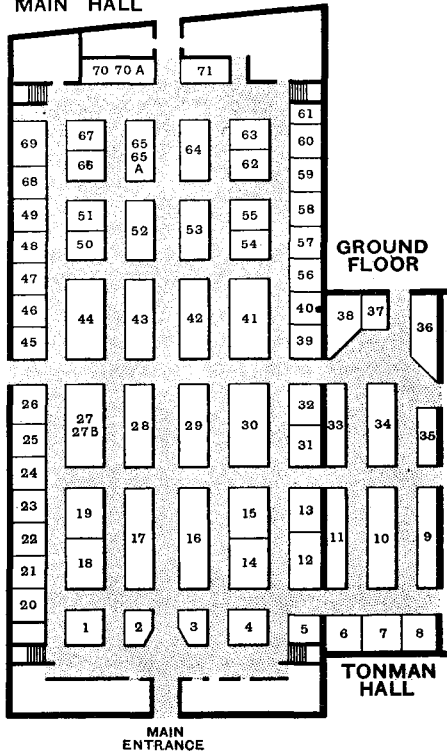 MAIN HALL
70 70A 71
61
69 67 65 64 63 60
65
66 A 62
68 59
49 51 52 53 55 58
48 50 54 57
GROUND
FLOOR
47 56
46 44 43 42 41 40 38 37 36
45 39
26 27 28 29 30 32 33 34 35
27B
25 31
24
23 19 17 16 15 13 11 10 9
22 18 14 12
21
20
1 2 3 4 5 6 7 8
TONMAN
HALL
MAIN
ENTRANCE